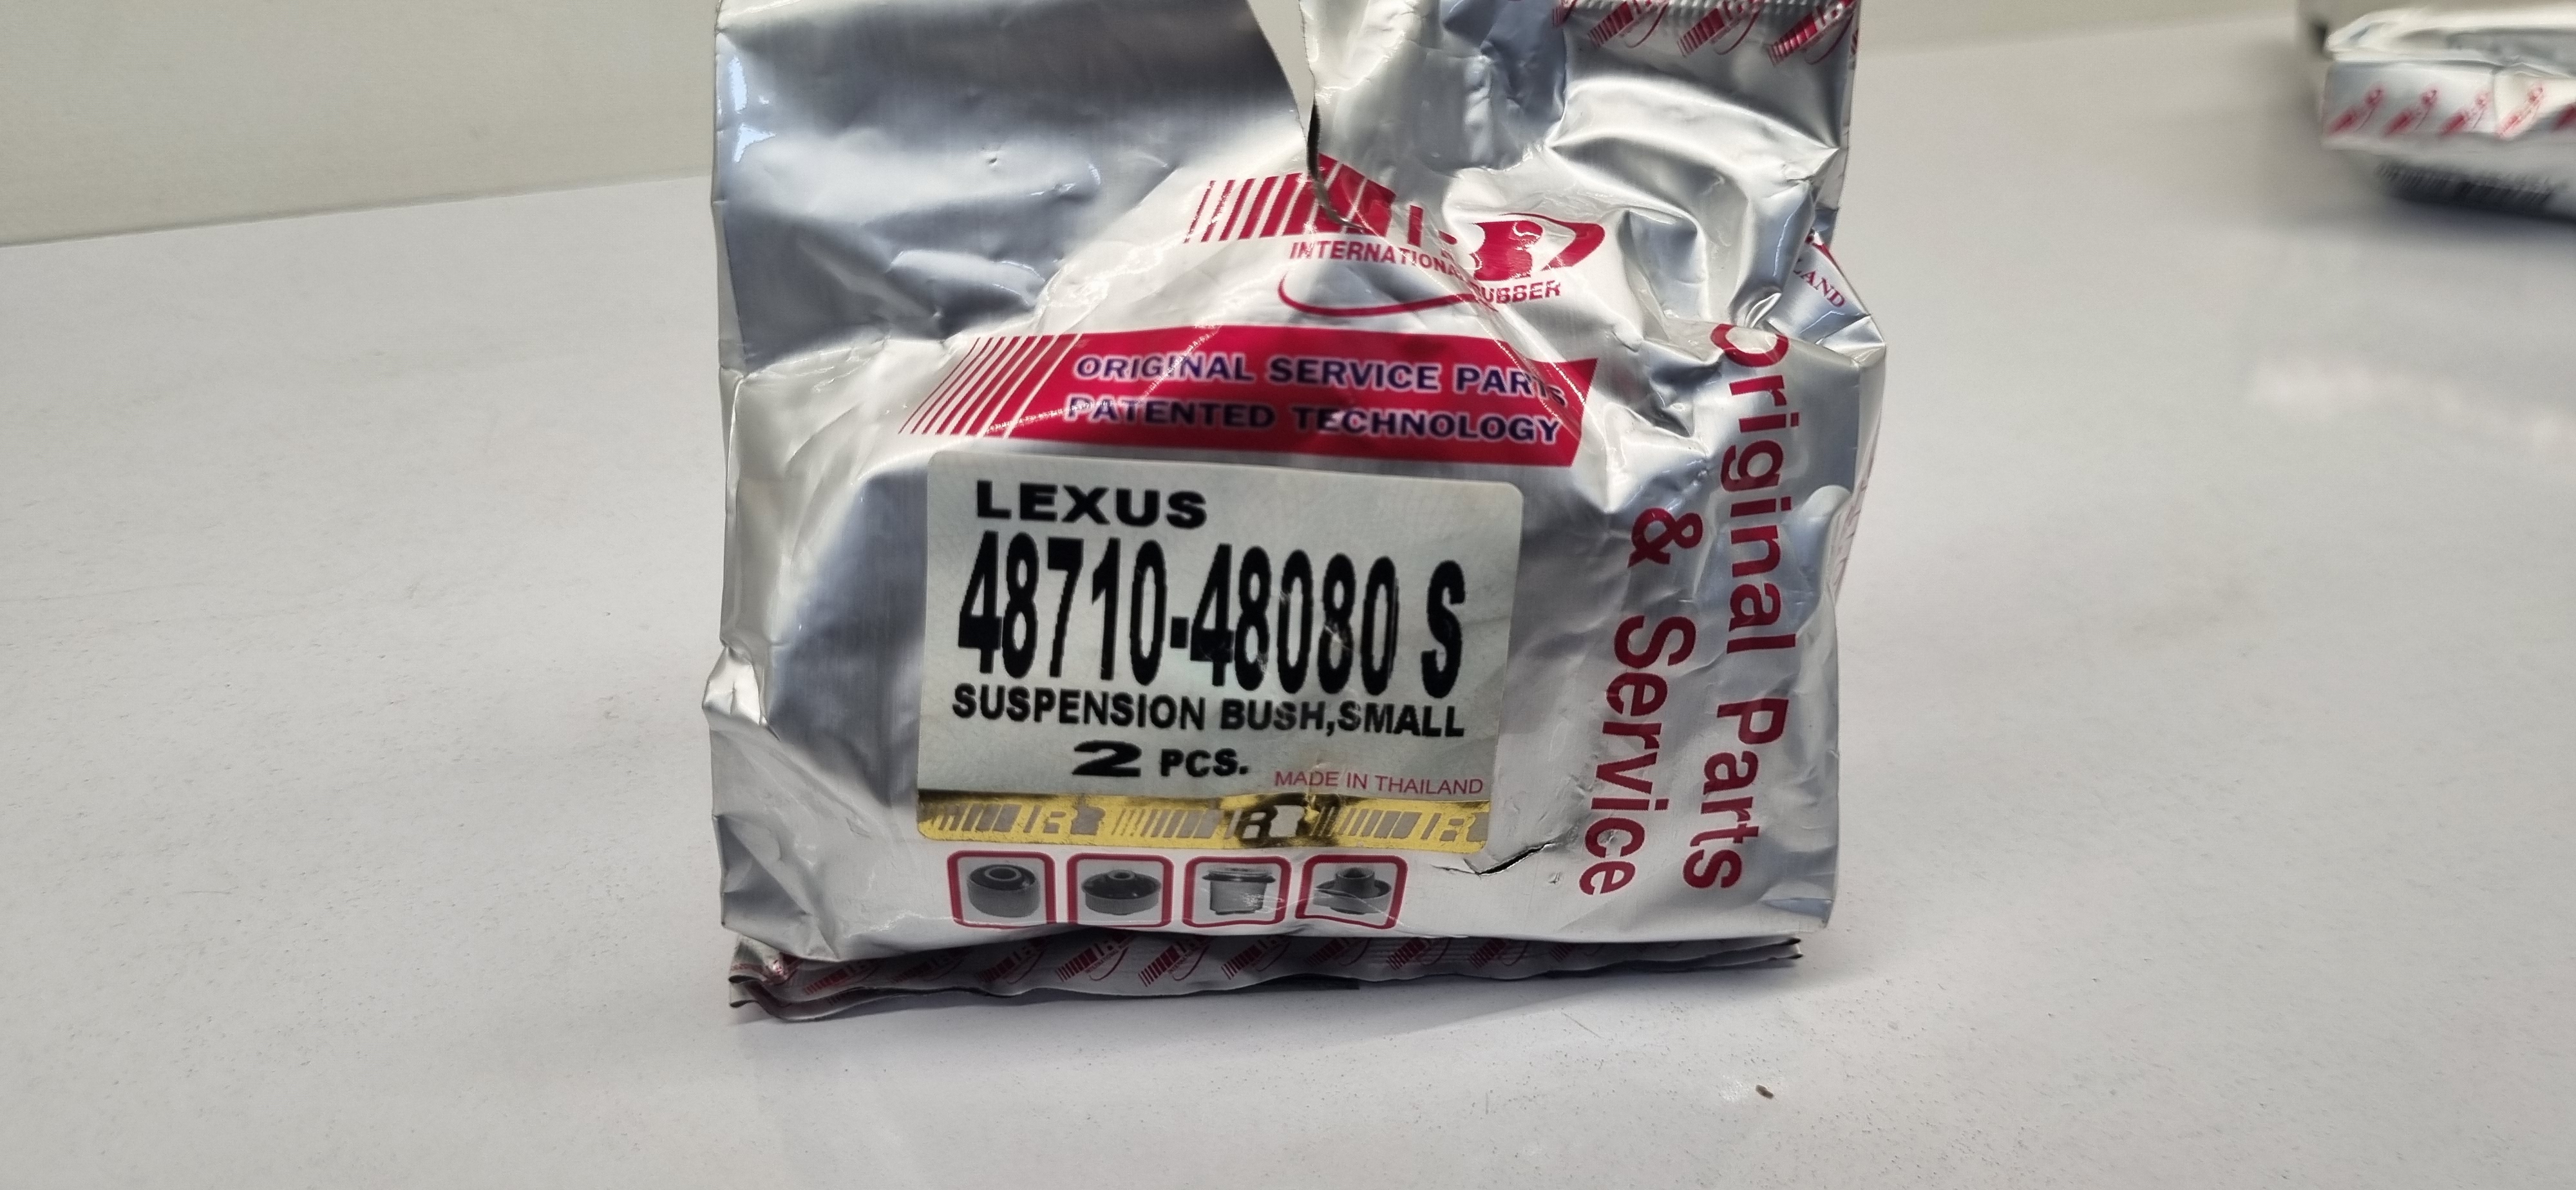 I·R
INTERNATIONAL RUBBER
ORIGINAL SERVICE PARTS
PATENTED TECHNOLOGY
LEXUS
48710-48080 S
SUSPENSION BUSH,SMALL
2 PCS.
MADE IN THAILAND
Original Parts
& Service